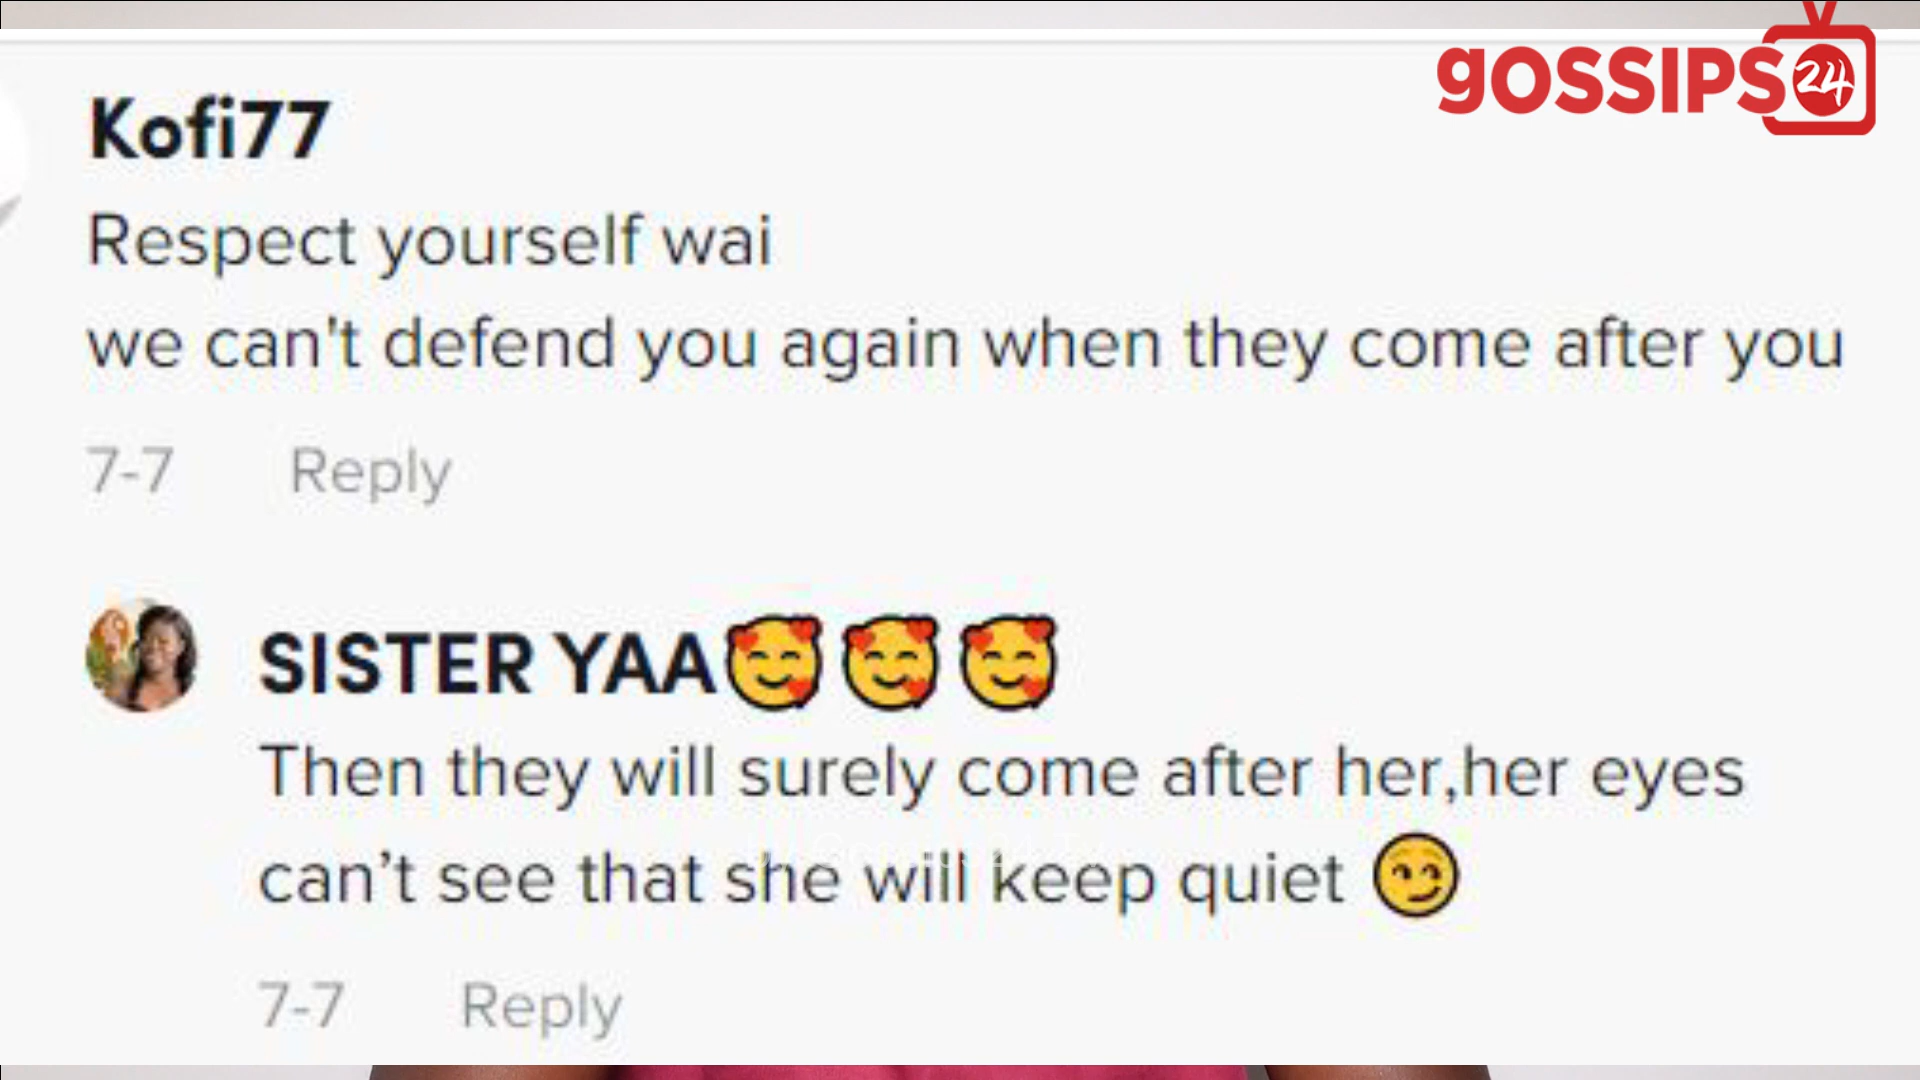 gOSSIPS24
Kofi77
Respect yourself wai
we can't defend you again when they come after you
7-7 Reply
SISTER YAA🥰🥰🥰
Then they will surely come after her,her eyes
can’t see that she will keep quiet 😏
7-7 Reply